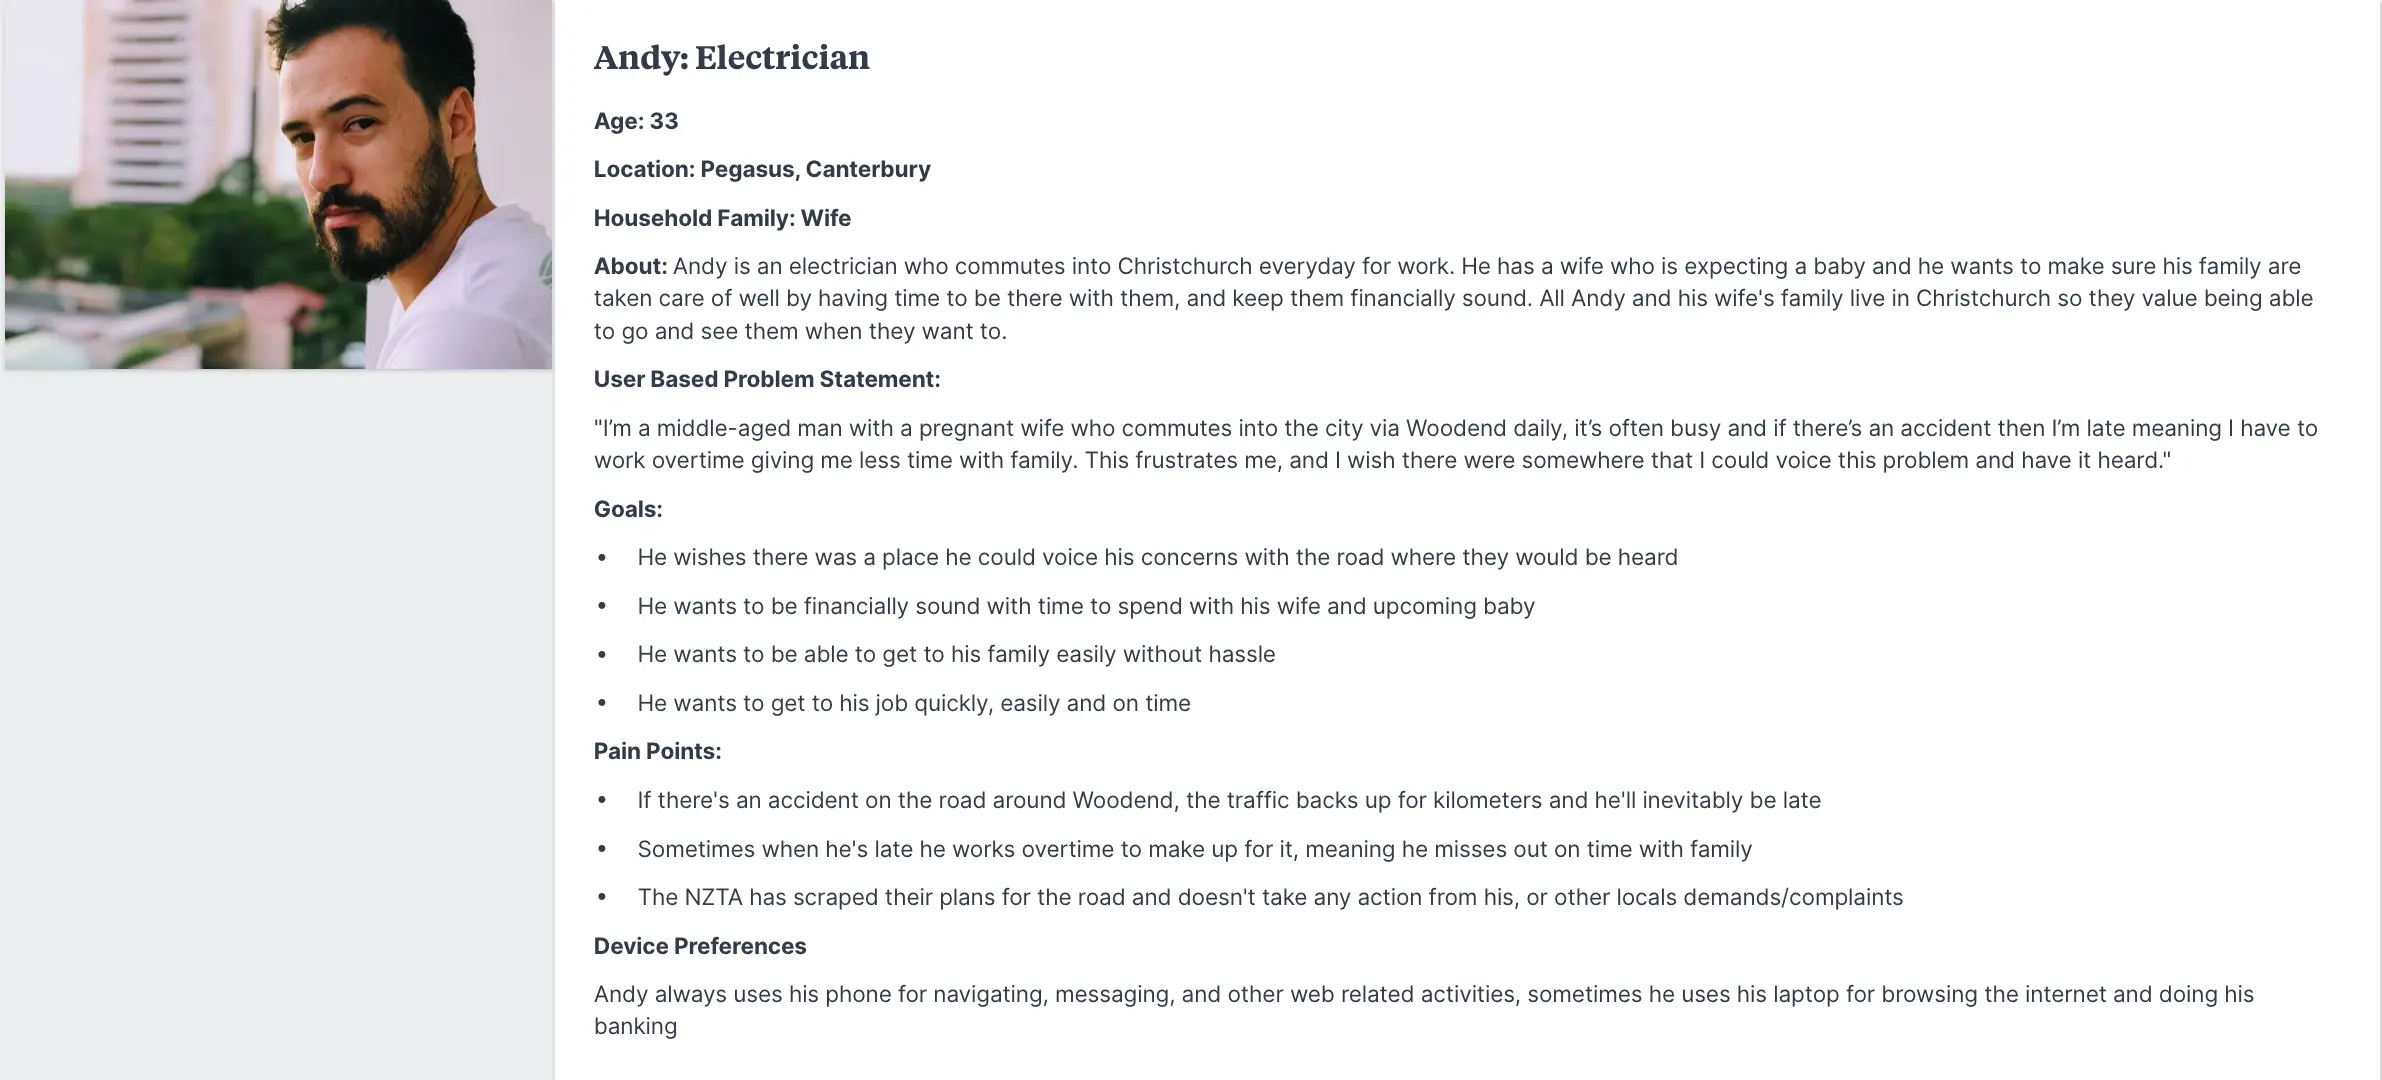 Andy: Electrician
Age: 33
Location: Pegasus, Canterbury
Household Family: Wife
About: Andy is an electrician who commutes into Christchurch everyday for work. He has a wife who is expecting a baby and he wants to make sure his family are
taken care of well by having time to be there with them, and keep them financially sound. All Andy and his wife's family live in Christchurch so they value being able
to go and see them when they want to.
User Based Problem Statement:
"I’m a middle-aged man with a pregnant wife who commutes into the city via Woodend daily, it’s often busy and if there’s an accident then I’m late meaning I have to
work overtime giving me less time with family. This frustrates me, and I wish there were somewhere that I could voice this problem and have it heard."
Goals:
• He wishes there was a place he could voice his concerns with the road where they would be heard
• He wants to be financially sound with time to spend with his wife and upcoming baby
• He wants to be able to get to his family easily without hassle
• He wants to get to his job quickly, easily and on time
Pain Points:
• If there's an accident on the road around Woodend, the traffic backs up for kilometers and he'll inevitably be late
• Sometimes when he's late he works overtime to make up for it, meaning he misses out on time with family
• The NZTA has scraped their plans for the road and doesn't take any action from his, or other locals demands/complaints
Device Preferences
Andy always uses his phone for navigating, messaging, and other web related activities, sometimes he uses his laptop for browsing the internet and doing his
banking